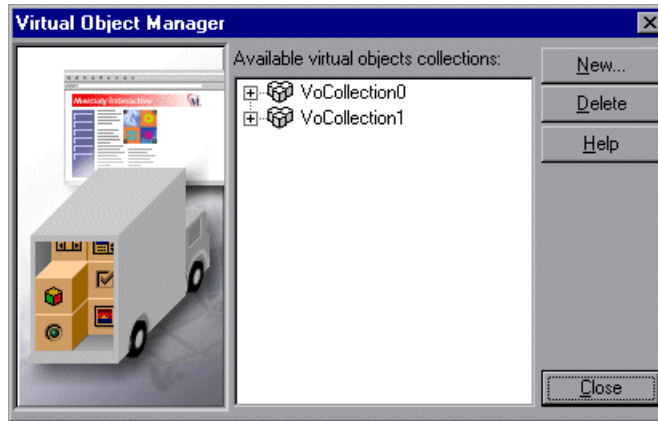 Virtual Object Manager
Mercury Interactive
M.
Available virtual objects collections:
VoCollection0
VoCollection1
New...
Delete
Help
Close